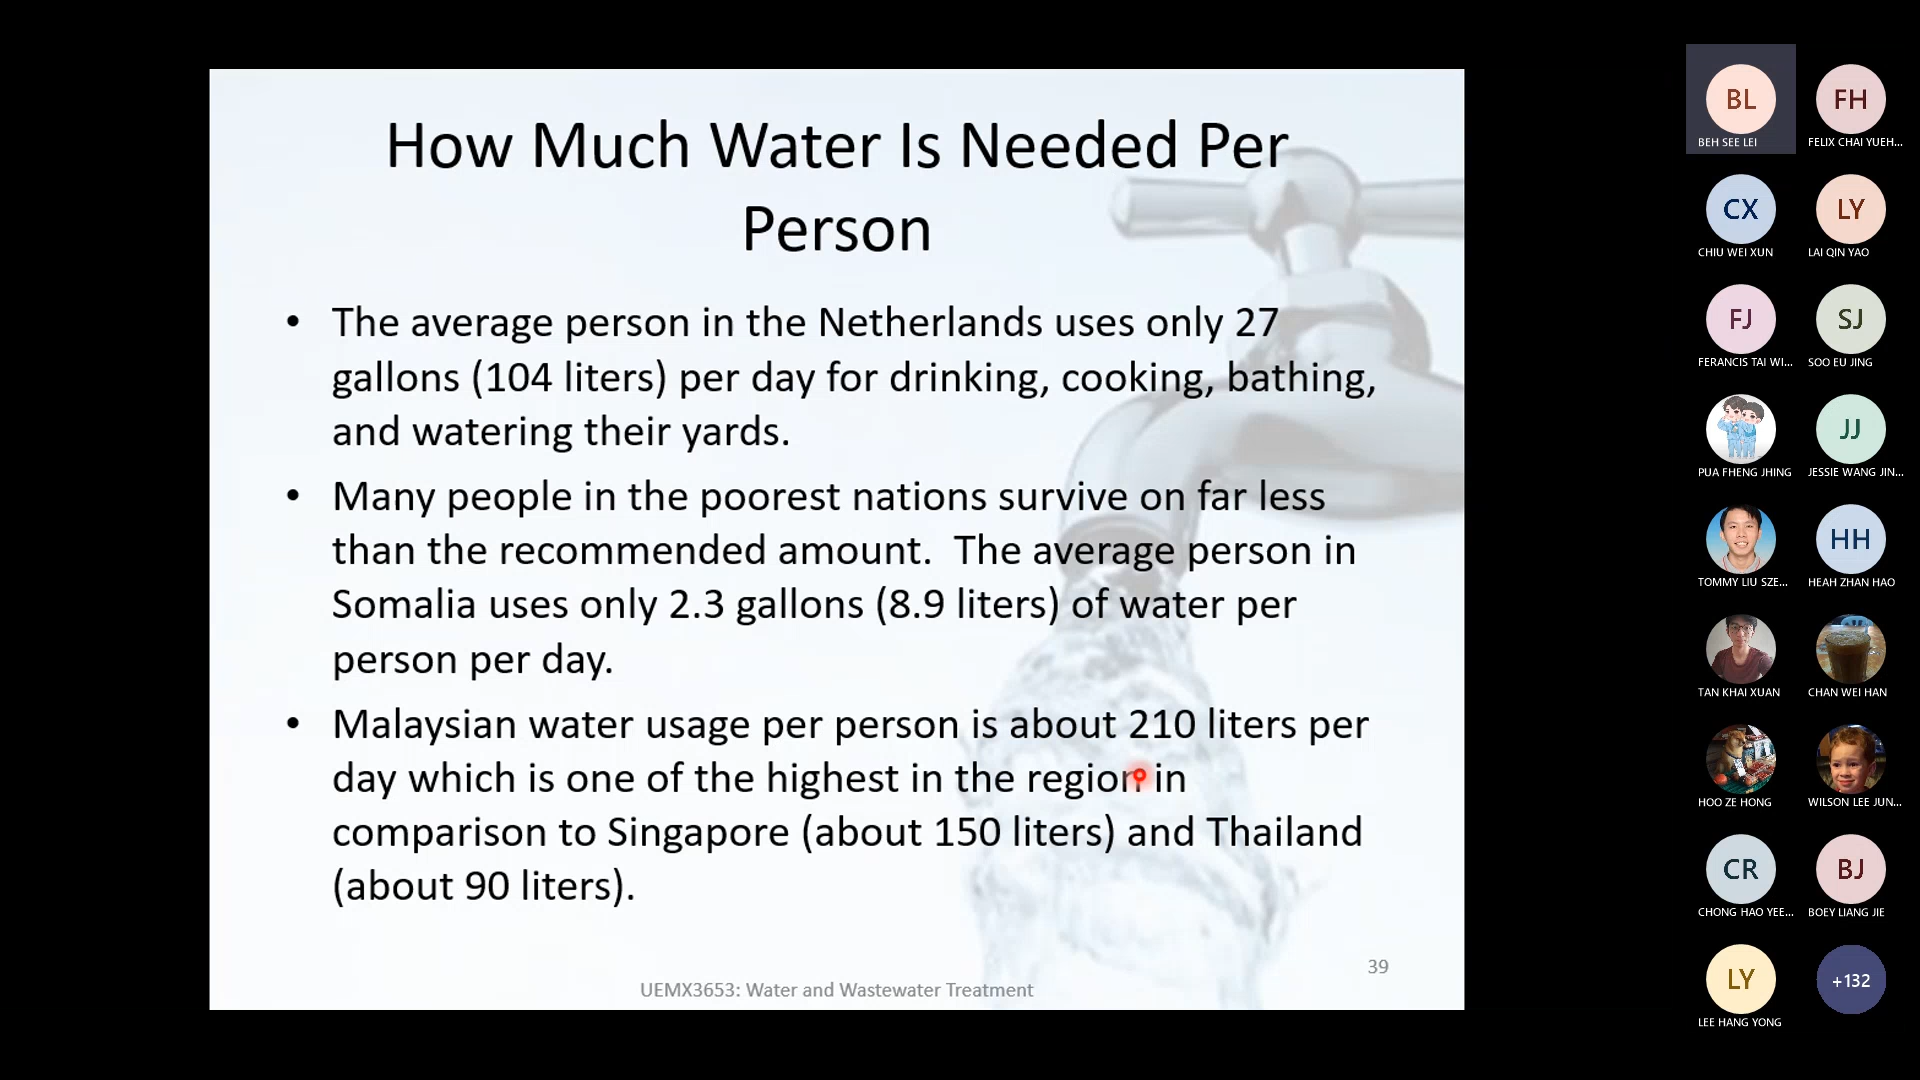 How Much Water Is Needed Per
Person
• The average person in the Netherlands uses only 27
gallons (104 liters) per day for drinking, cooking, bathing,
and watering their yards.
• Many people in the poorest nations survive on far less
than the recommended amount.  The average person in
Somalia uses only 2.3 gallons (8.9 liters) of water per
person per day.
• Malaysian water usage per person is about 210 liters per
day which is one of the highest in the region in
comparison to Singapore (about 150 liters) and Thailand
(about 90 liters).
39
UEMX3653: Water and Wastewater Treatment
BL
BEH SEE LEI
FH
FELIX CHAI YUEH...
CX
CHIU WEI XUN
LY
LAI QIN YAO
FJ
FERANCIS TAI WI...
SJ
SOO EU JING
PUA FHENG JHING
JJ
JESSIE WANG JIN...
TOMMY LIU SZE...
HH
HEAH ZHAN HAO
TAN KHAI XUAN
CHAN WEI HAN
HOO ZE HONG
WILSON LEE JUN...
CR
CHONG HAO YEE...
BJ
BOEY LIANG JIE
LY
LEE HANG YONG
+132